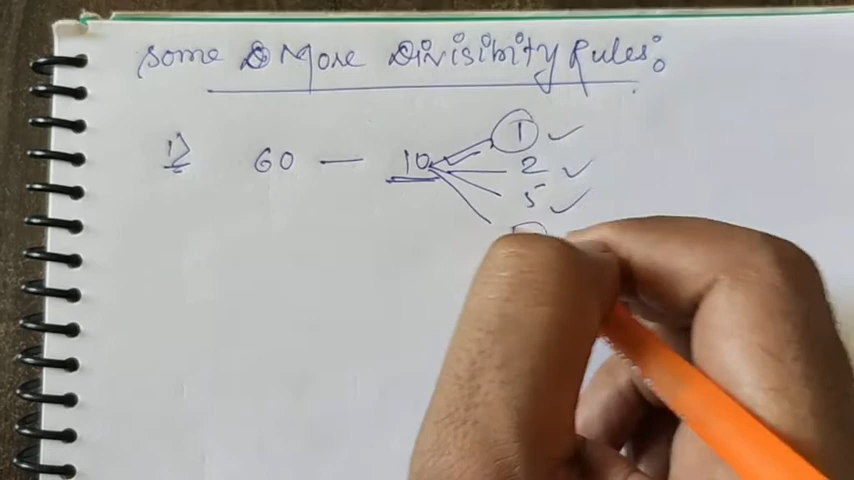 Some More Divisibility Rules:
1> 60 — 10 1 ✓
2 ✓
5 ✓